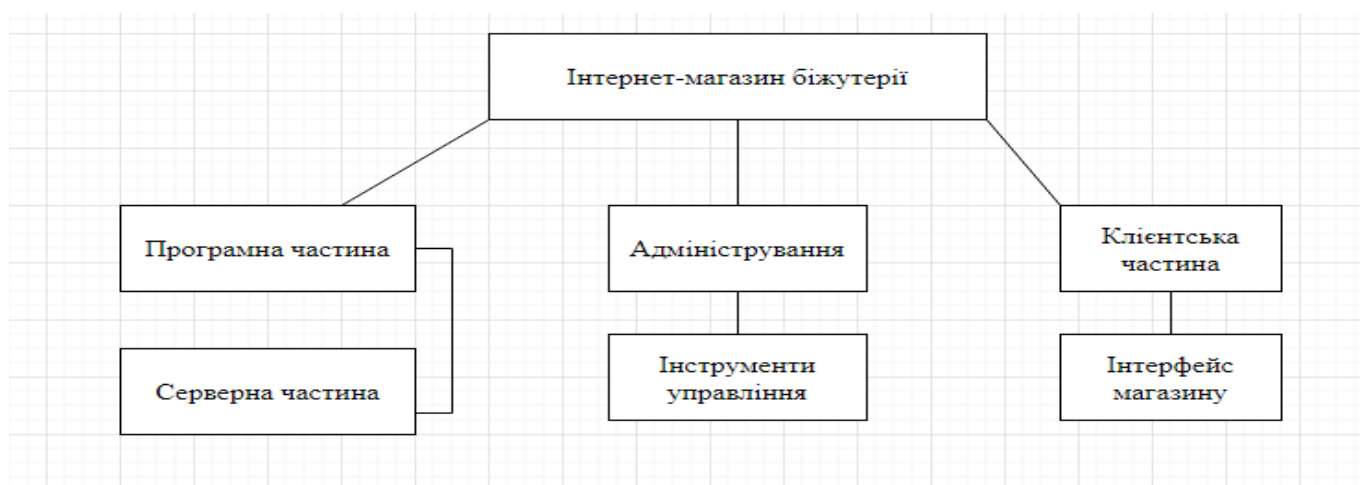 Інтернет-магазин біжутерії
Програмна частина
Адміністрування
Клієнтська
частина
Серверна частина
Інструменти
управління
Інтерфейс
магазину